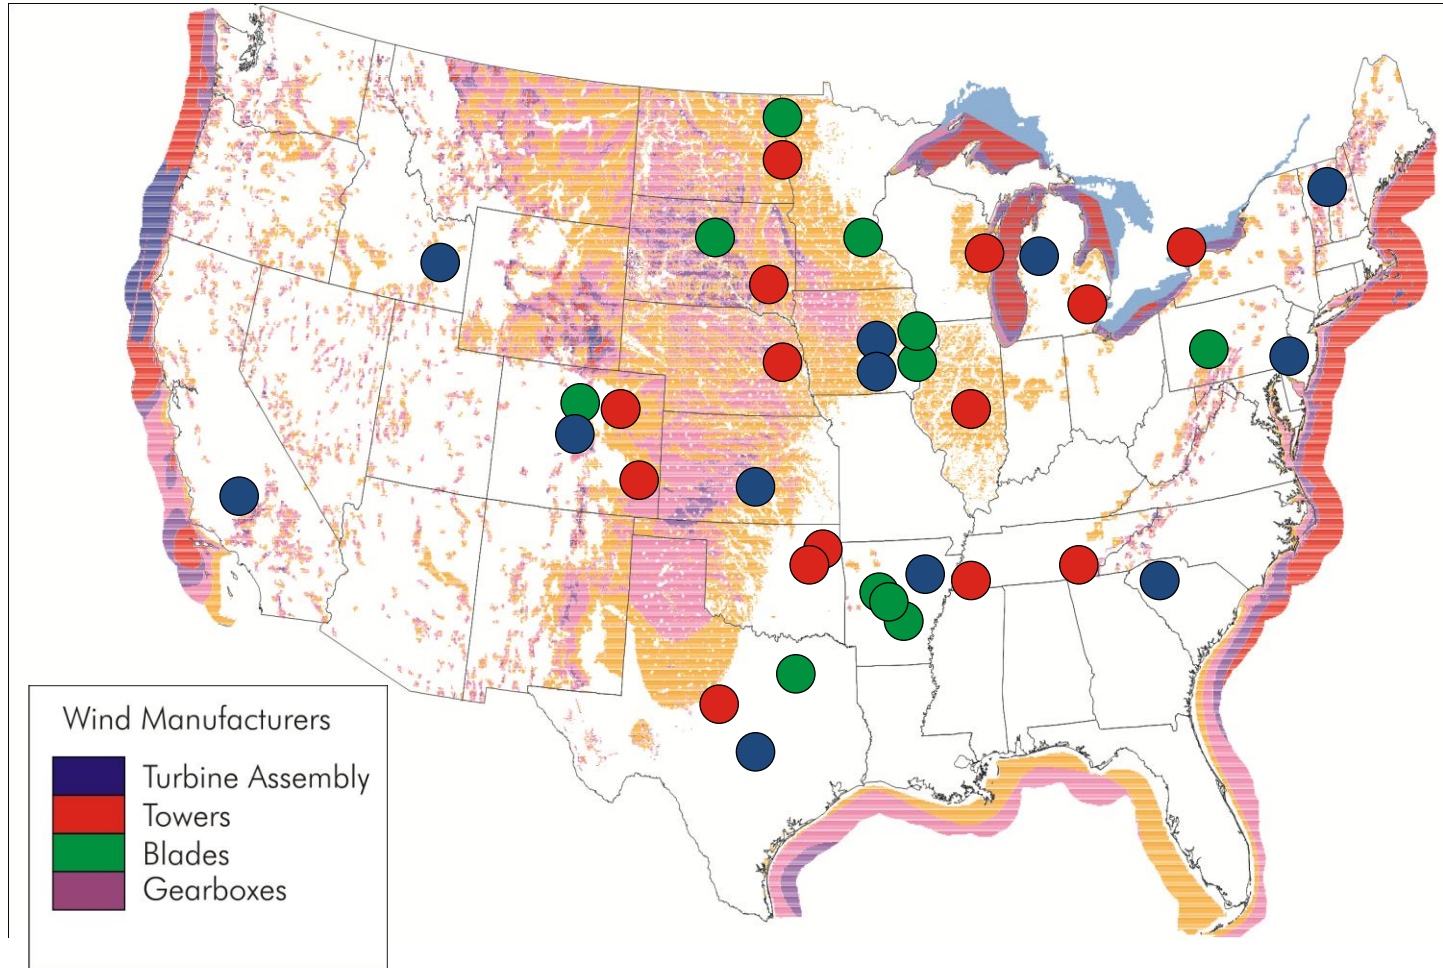 Wind Manufacturers
Turbine Assembly
Towers
Blades
Gearboxes